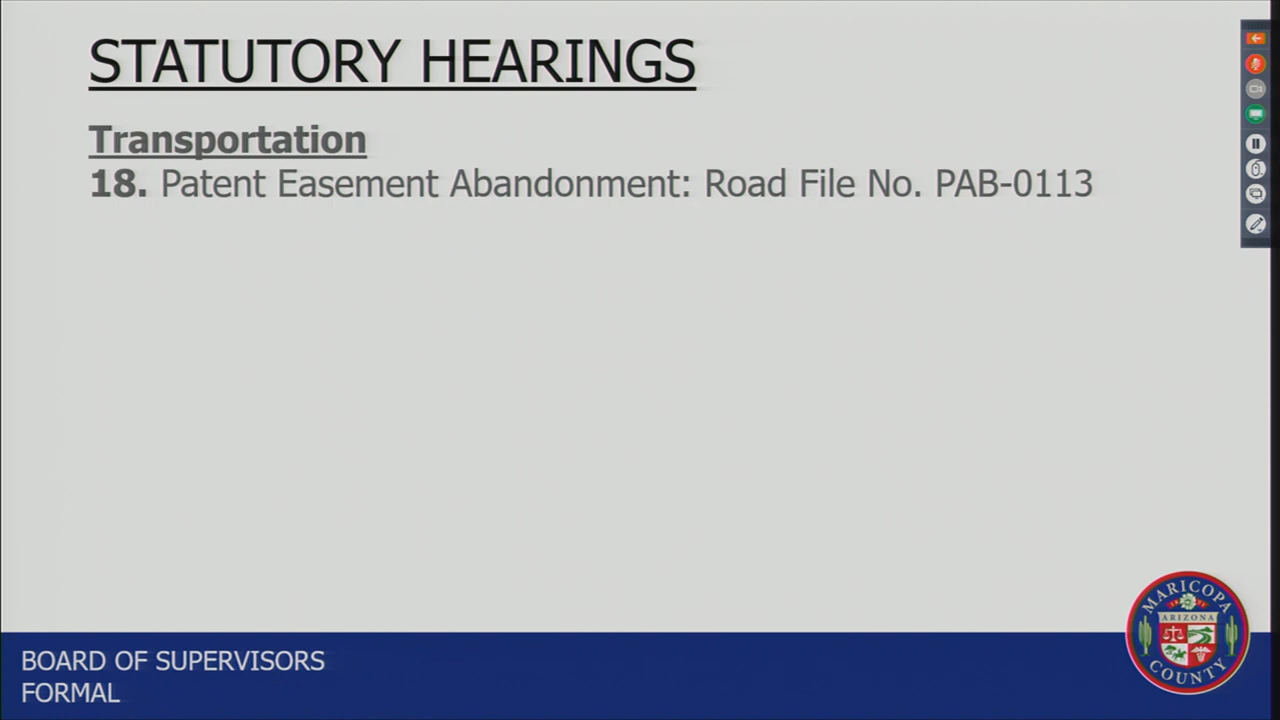 STATUTORY HEARINGS
Transportation
18. Patent Easement Abandonment: Road File No. PAB-0113
BOARD OF SUPERVISORS
FORMAL
MARICOPA
ARIZONA
COUNTY